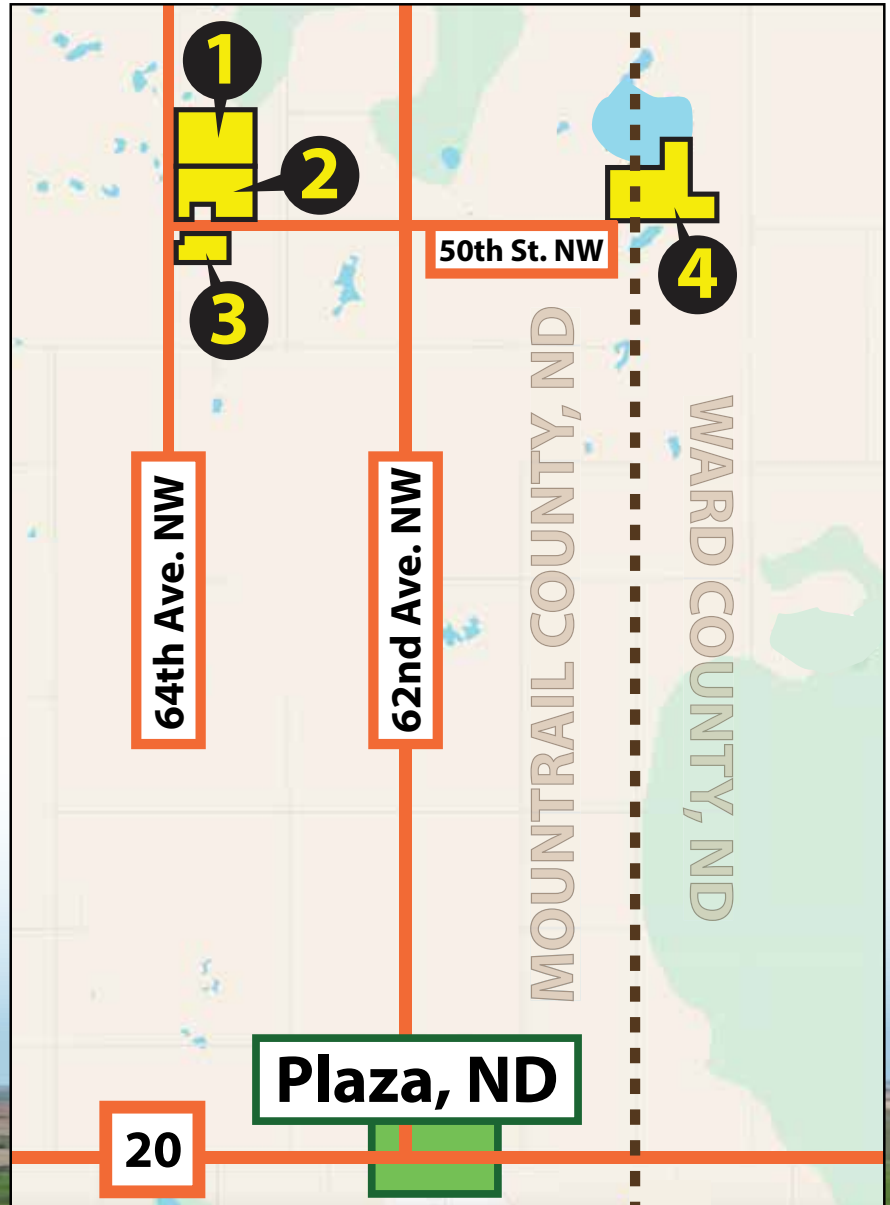 1
2
3
4
50th St. NW
64th Ave. NW
62nd Ave. NW
MOUNTRAIL COUNTY, ND
WARD COUNTY, ND
Plaza, ND
20